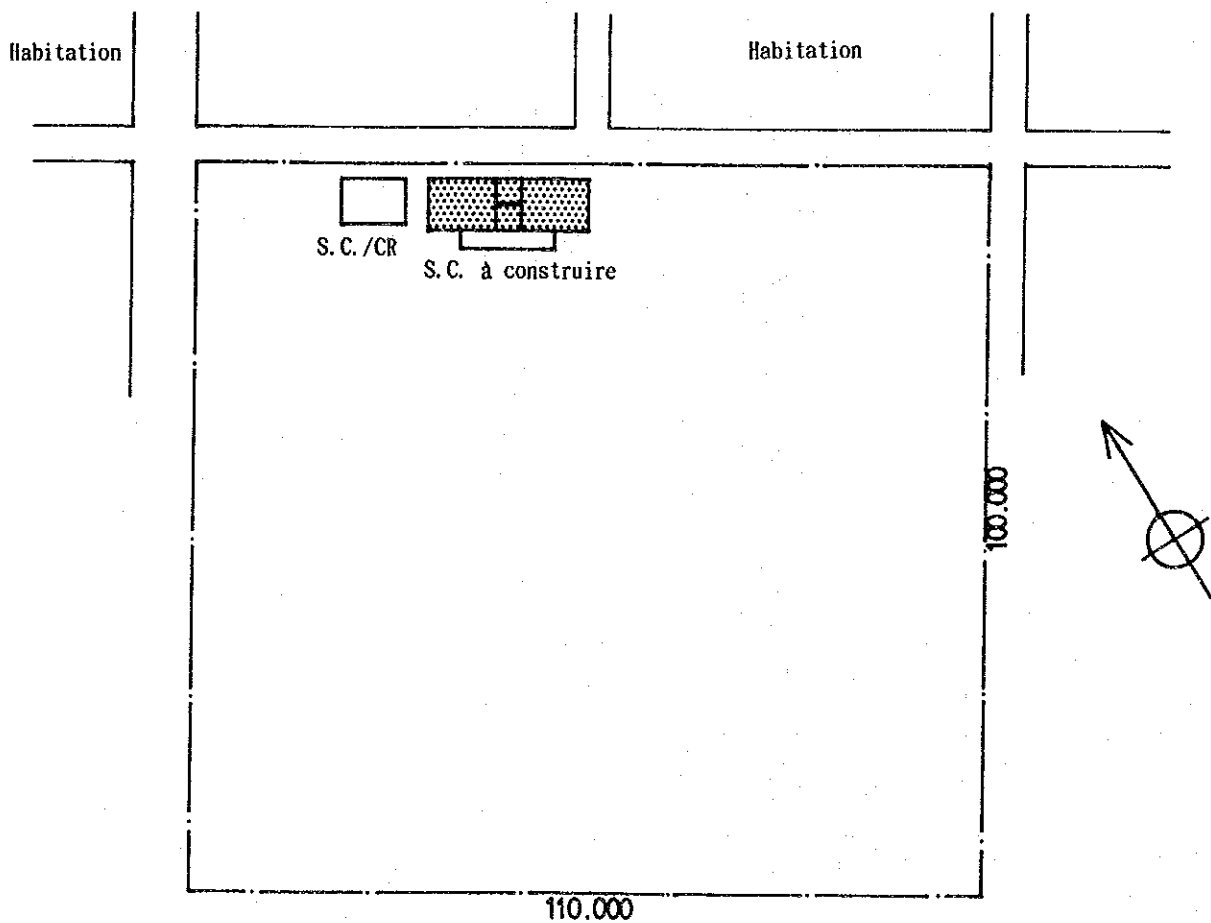 Habitation
Habitation
S.C./CR
S.C. à construire
100.000
110.000